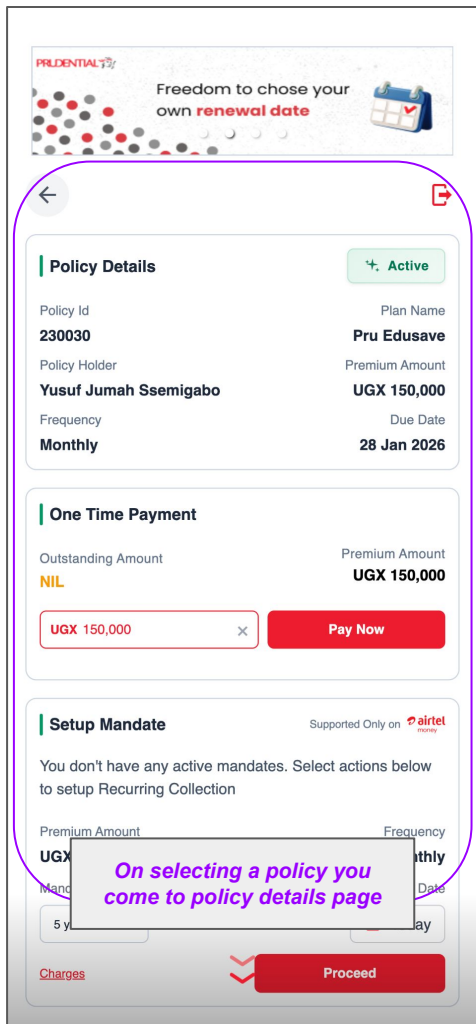 PRUDENTIAL
Freedom to chose your
own renewal date
Policy Details
Active
Policy Id
Plan Name
230030
Pru Edusave
Policy Holder
Premium Amount
Yusuf Jumah Ssemigabo
UGX 150,000
Frequency
Due Date
Monthly
28 Jan 2026
One Time Payment
Outstanding Amount
Premium Amount
NIL
UGX 150,000
UGX 150,000
Pay Now
Setup Mandate
Supported Only on airtel money
You don't have any active mandates. Select actions below
to setup Recurring Collection
Premium Amount
Frequency
UGX
On selecting a policy you
come to policy details page
Date
Charges
Proceed